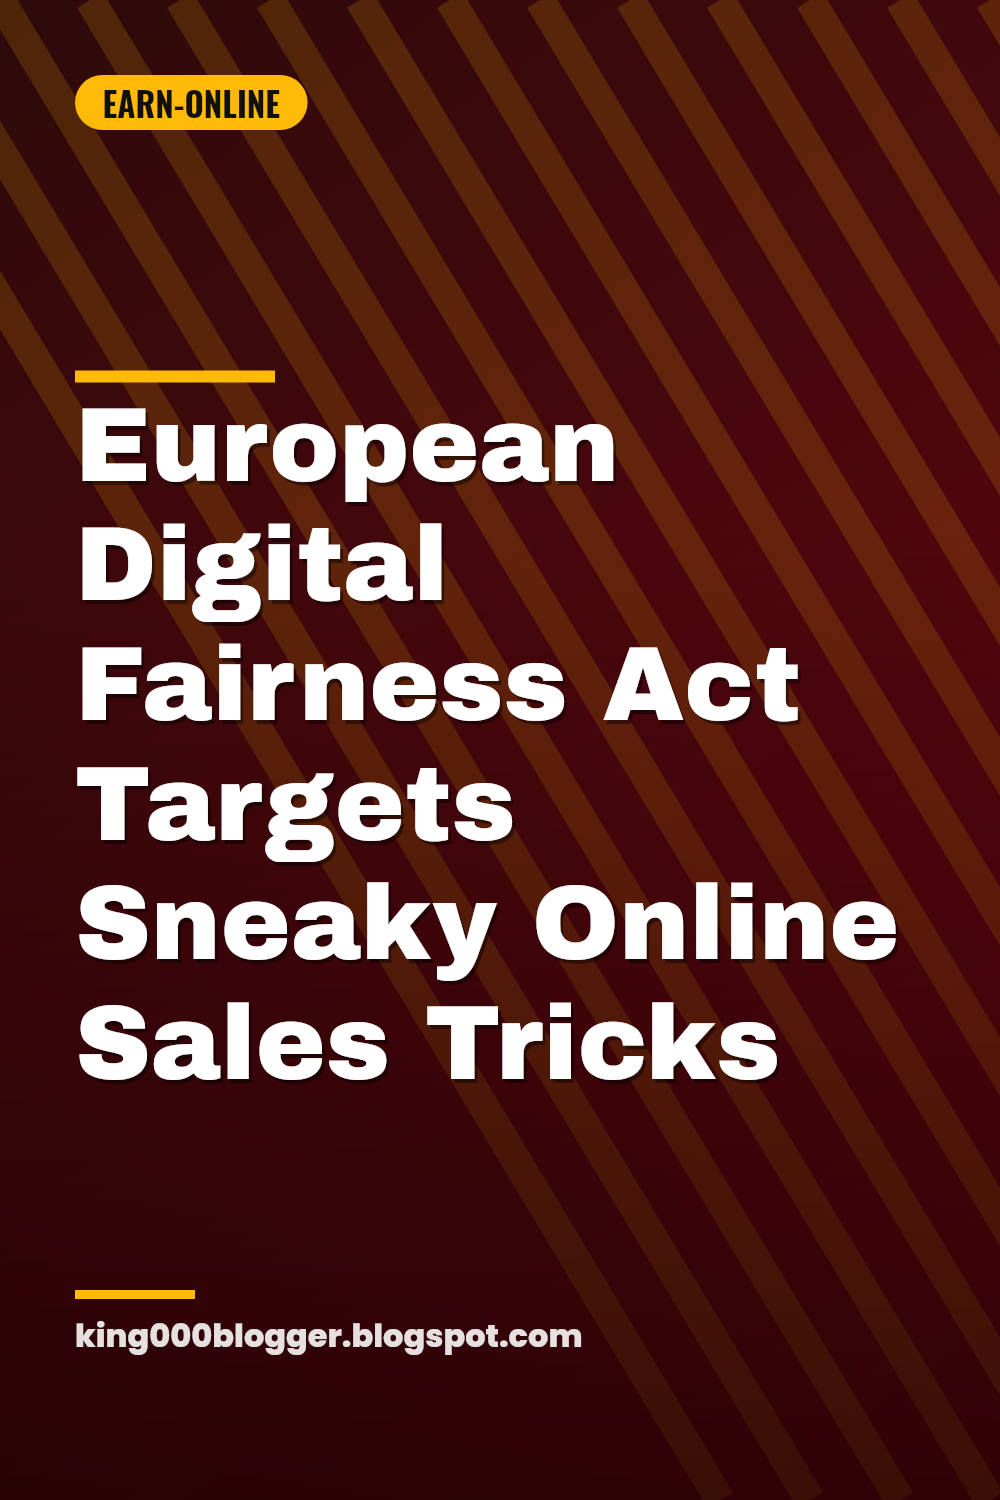 EARN-ONLINE
European
Digital
Fairness Act
Targets
Sneaky Online
Sales Tricks
king000blogger.blogspot.com